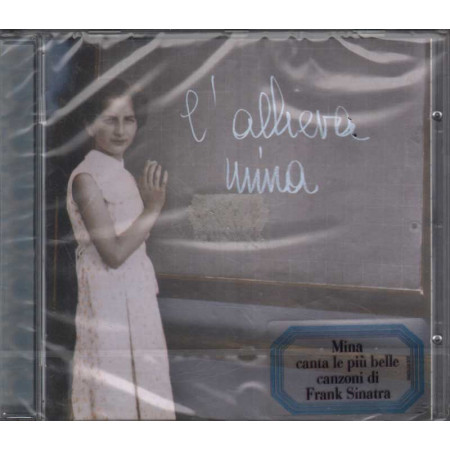 l'allieva
mina
Mina
canta le più belle
canzoni di
Frank Sinatra